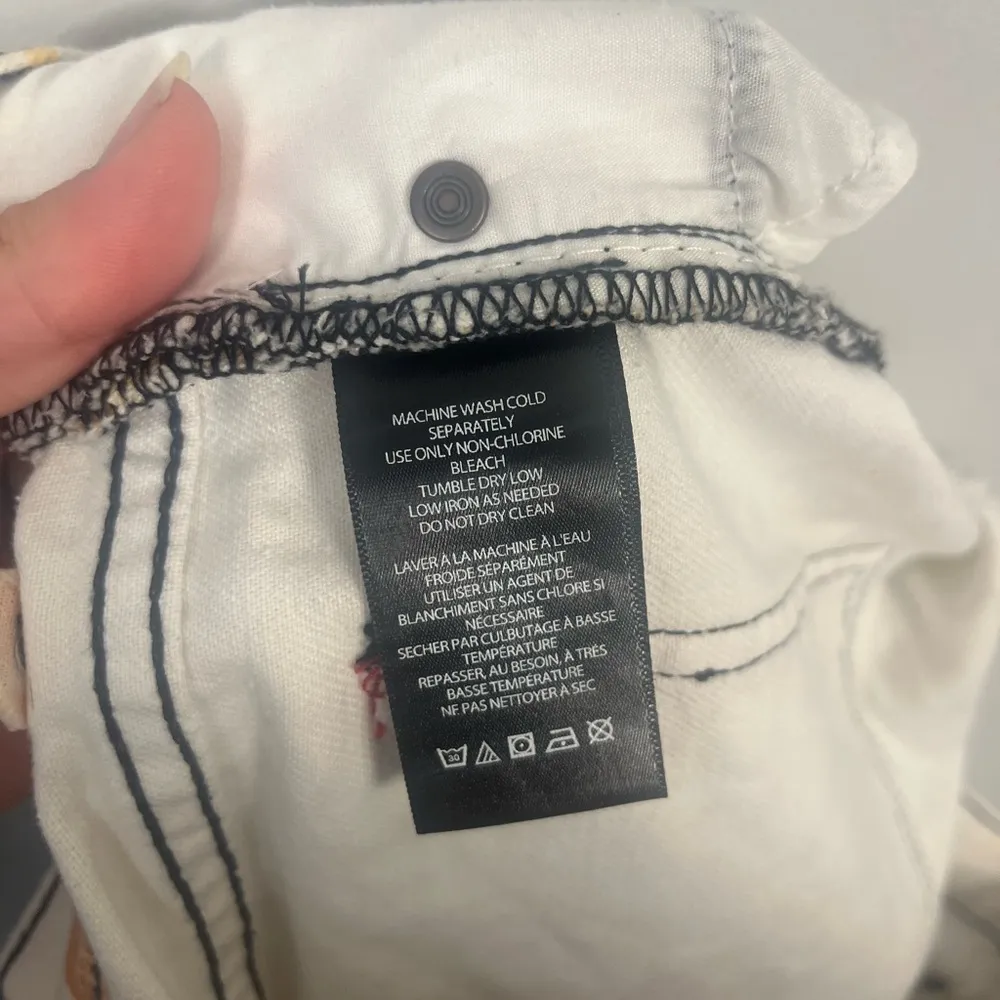 MACHINE WASH COLD
SEPARATELY
USE ONLY NON-CHLORINE
BLEACH
TUMBLE DRY LOW
LOW IRON AS NEEDED
DO NOT DRY CLEAN
LAVER À LA MACHINE À L'EAU
FROIDE SÉPARÉMENT
UTILISER UN AGENT DE
BLANCHIMENT SANS CHLORE SI
NÉCESSAIRE
SECHER PAR CULBUTAGE À BASSE
TEMPÉRATURE
REPASSER, AU BESOIN, À TRÈS
BASSE TEMPÉRATURE
NE PAS NETTOYER À SEC
30